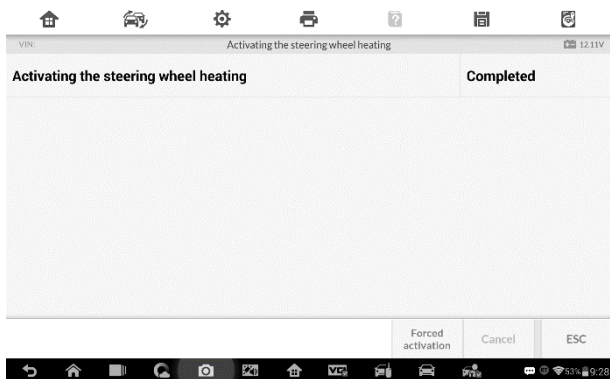 VIN:
Activating the steering wheel heating
12.11V
Activating the steering wheel heating
Completed
Forced
activation
Cancel
ESC
53%
9:28